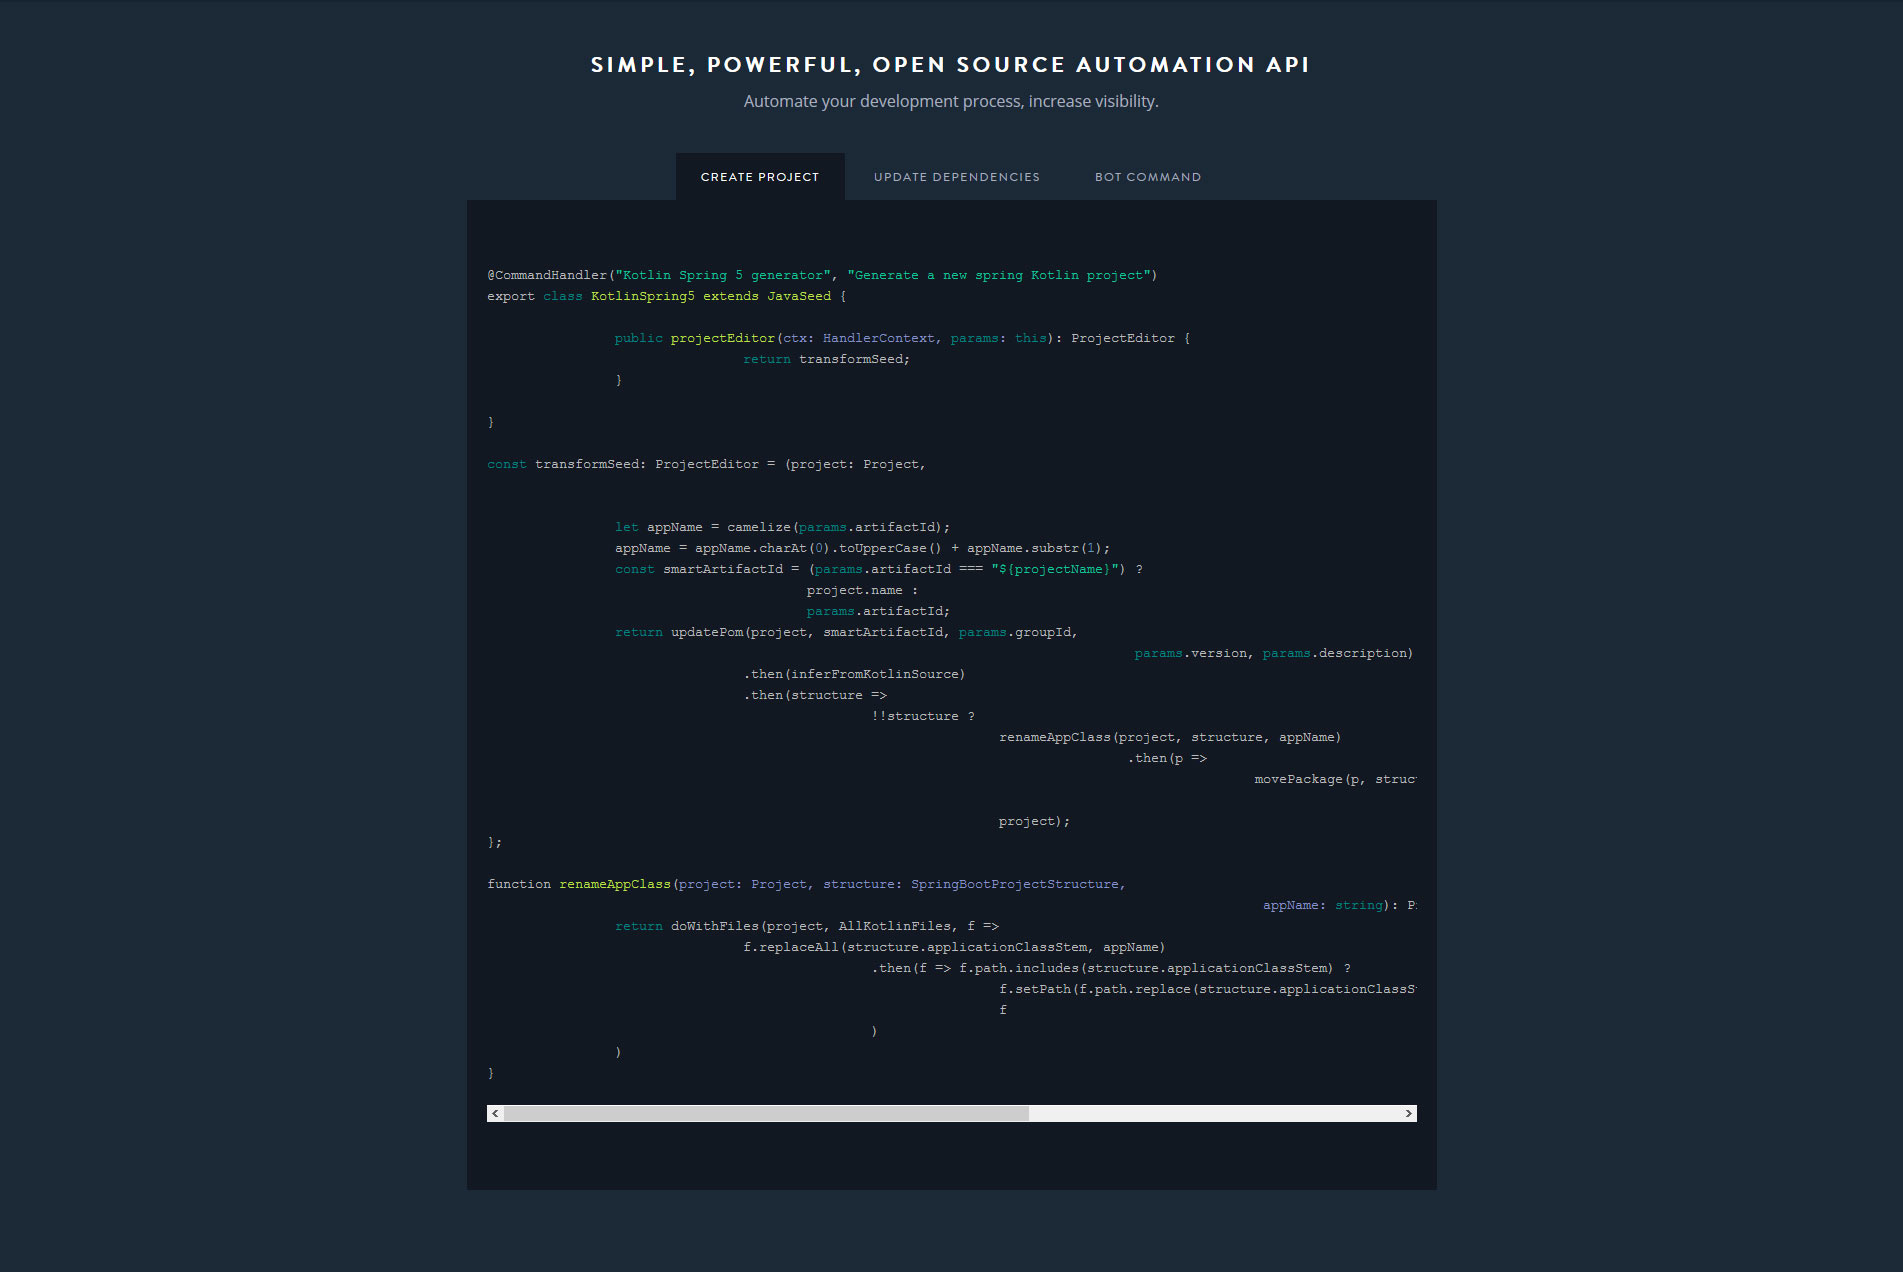 SIMPLE, POWERFUL, OPEN SOURCE AUTOMATION API
Automate your development process, increase visibility.
CREATE PROJECT UPDATE DEPENDENCIES BOT COMMAND
@CommandHandler("Kotlin Spring 5 generator", "Generate a new spring Kotlin project")
export class KotlinSpring5 extends JavaSeed {
public projectEditor(ctx: HandlerContext, params: this): ProjectEditor {
return transformSeed;
}
}
const transformSeed: ProjectEditor = (project: Project,
let appName = camelize(params.artifactId);
appName = appName.charAt(0).toUpperCase() + appName.substr(1);
const smartArtifactId = (params.artifactId === "${projectName}") ?
project.name :
params.artifactId;
return updatePom(project, smartArtifactId, params.groupId,
params.version, params.description)
.then(inferFromKotlinSource)
.then(structure =>
!!structure ?
renameAppClass(project, structure, appName)
.then(p =>
movePackage(p, struc
project);
};
function renameAppClass(project: Project, structure: SpringBootProjectStructure,
appName: string): P
return doWithFiles(project, AllKotlinFiles, f =>
f.replaceAll(structure.applicationClassStem, appName)
.then(f => f.path.includes(structure.applicationClassStem) ?
f.setPath(f.path.replace(structure.applicationClassS
f
)
)
}